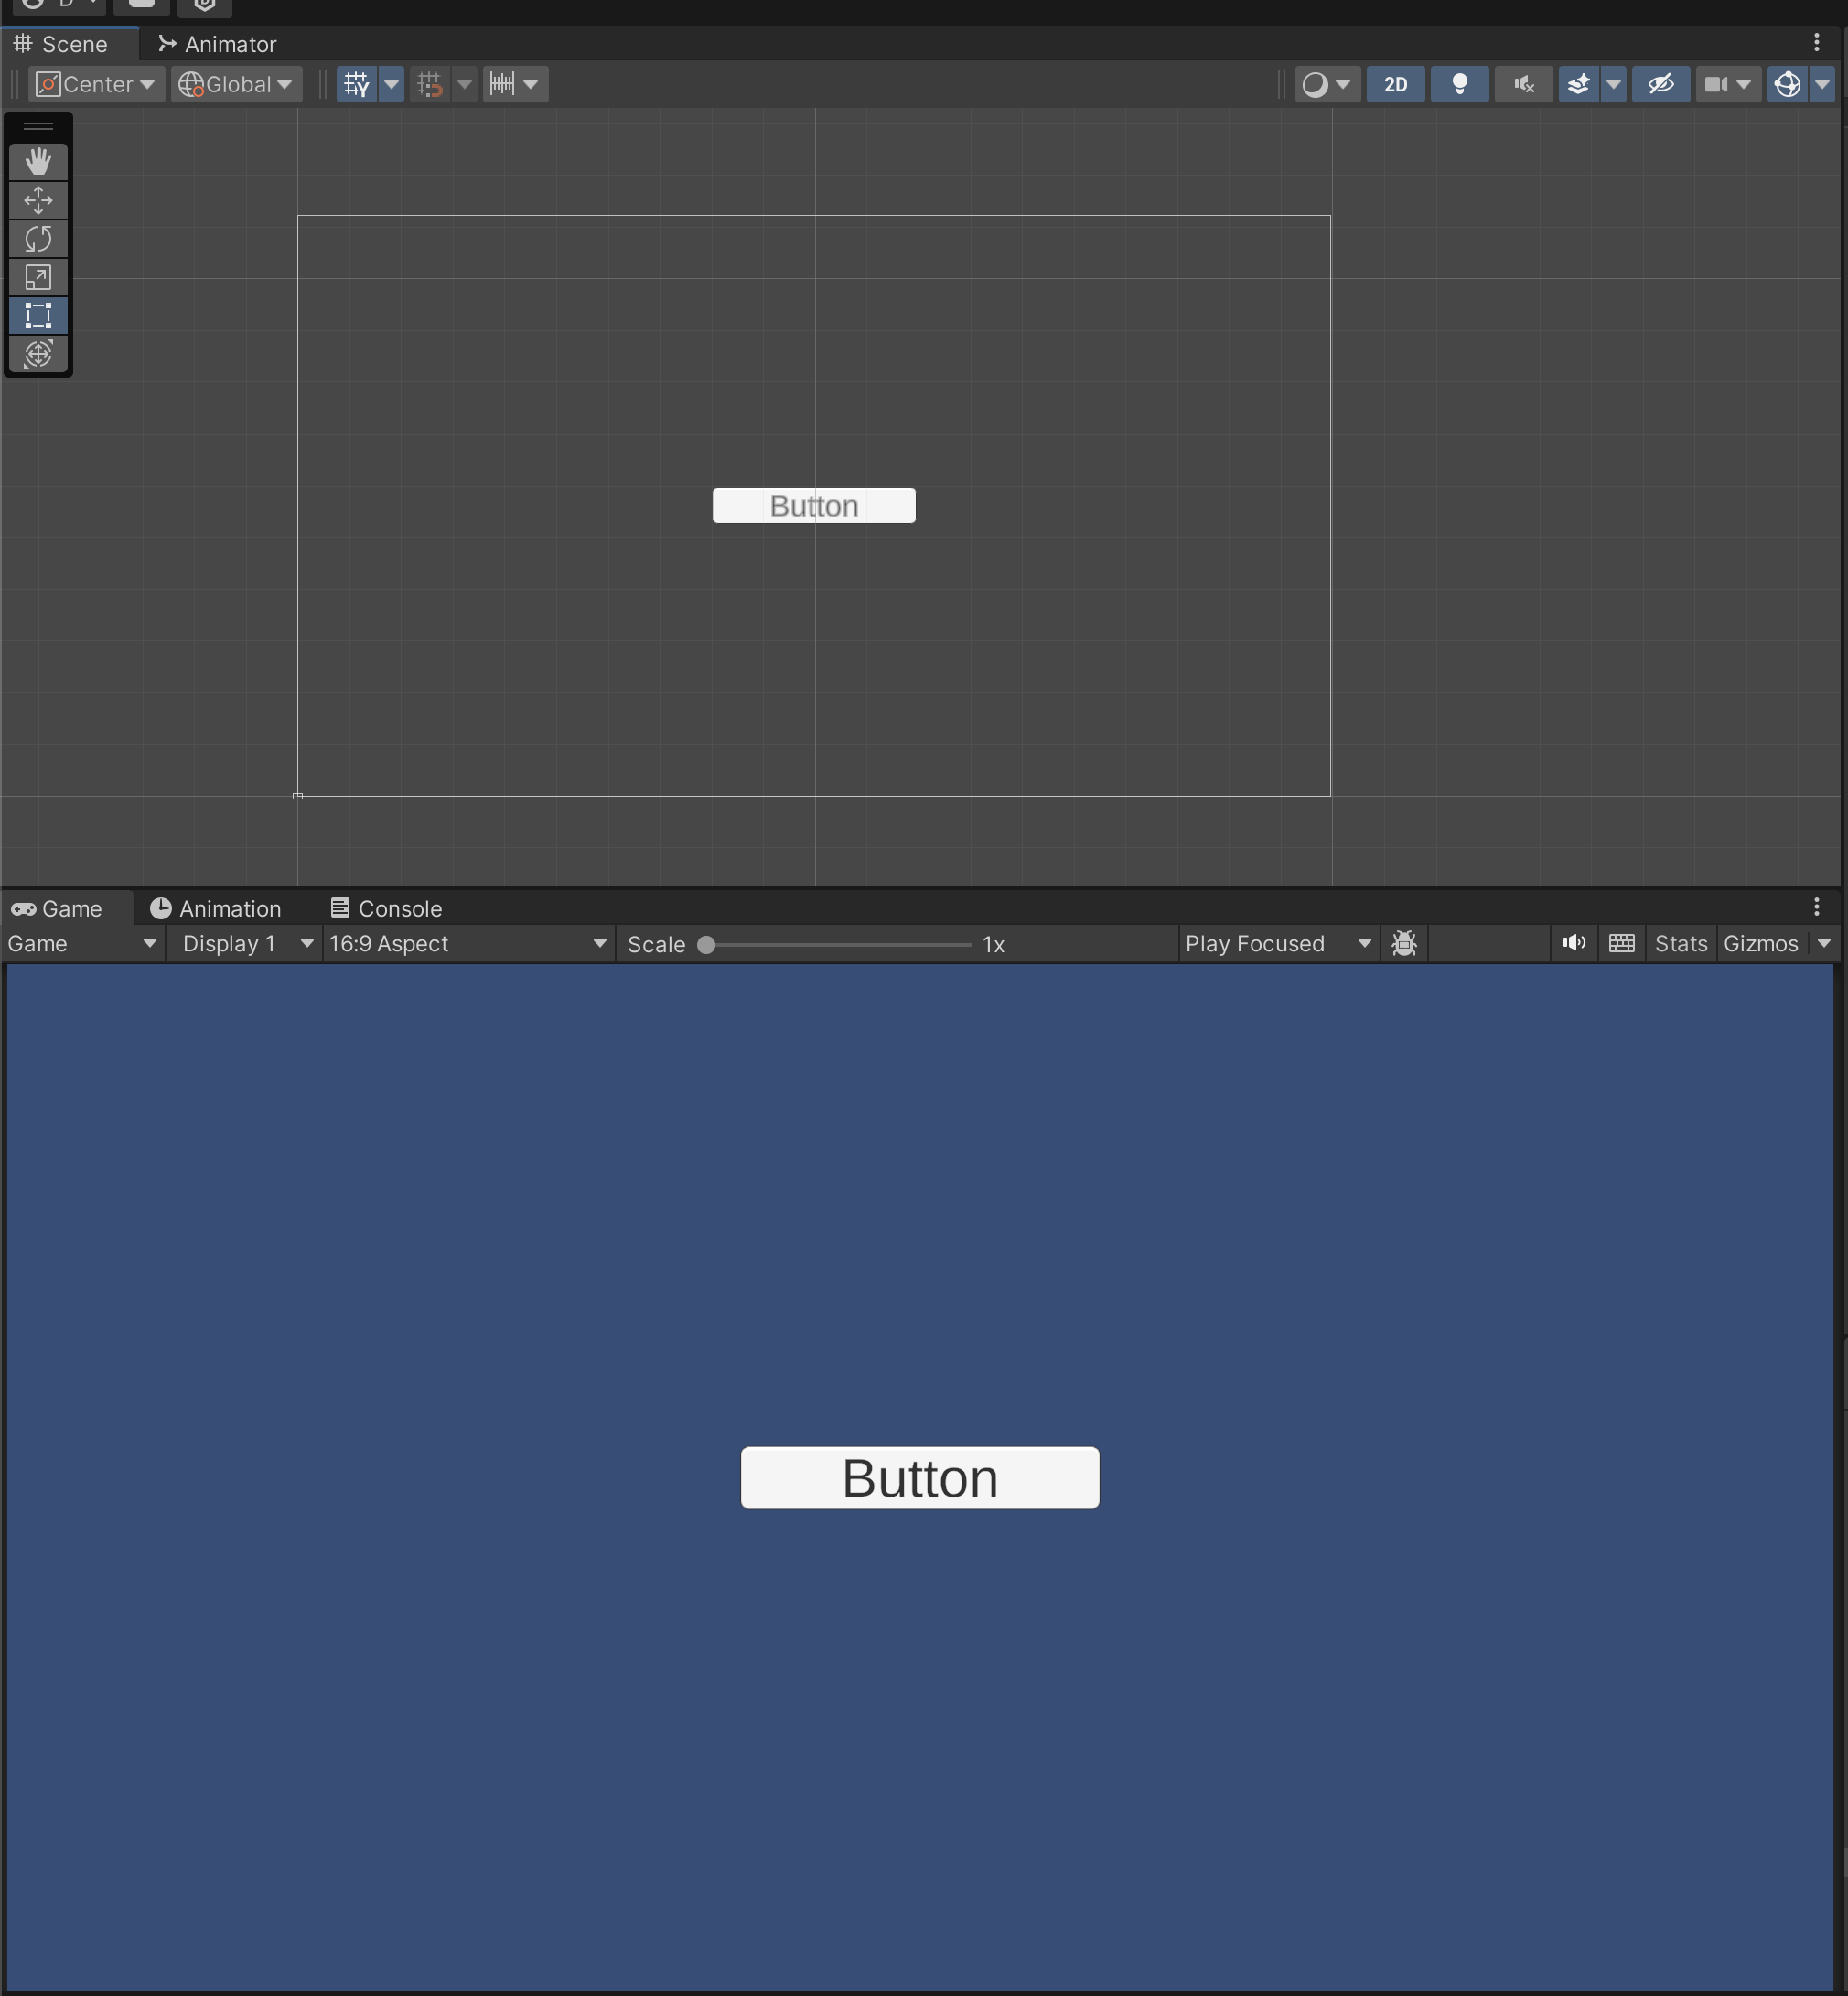 Scene Animator
Center Global 2D
Button
Game Animation Console
Game Display 1 16:9 Aspect Scale 1x Play Focused Stats Gizmos
Button